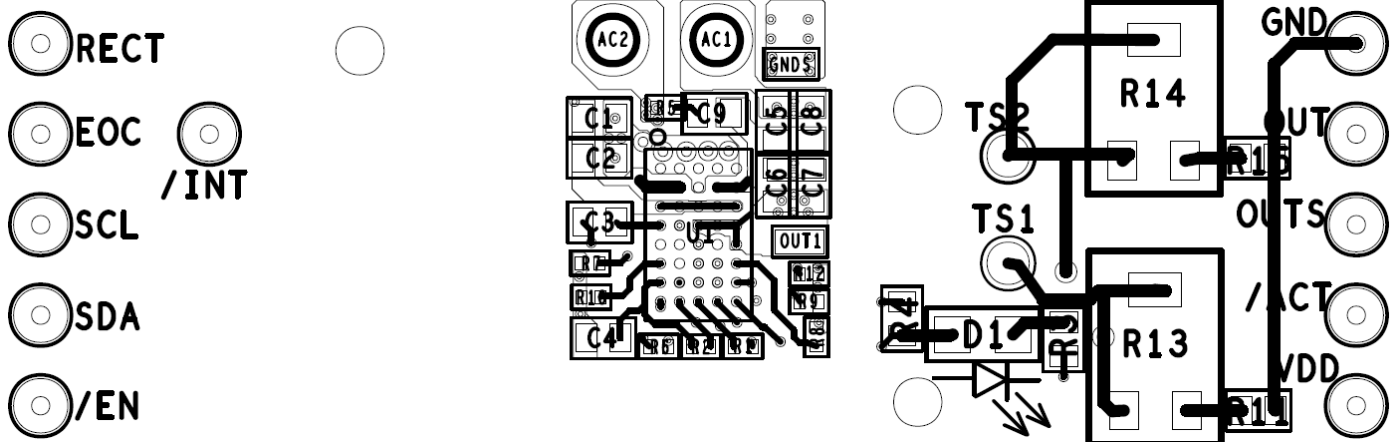 RECT
EOC
/INT
SCL
SDA
/EN
AC2
AC1
GNDS
C1
R5
C9
C5
C8
C2
C6
C7
C3
U1
OUT1
R7
R12
R10
R9
C4
R6
R2
R1
R8
GND
R14
TS2
OUT
R15
TS1
OUTS
/ACT
R4
D1
R3
R13
VDD
R11